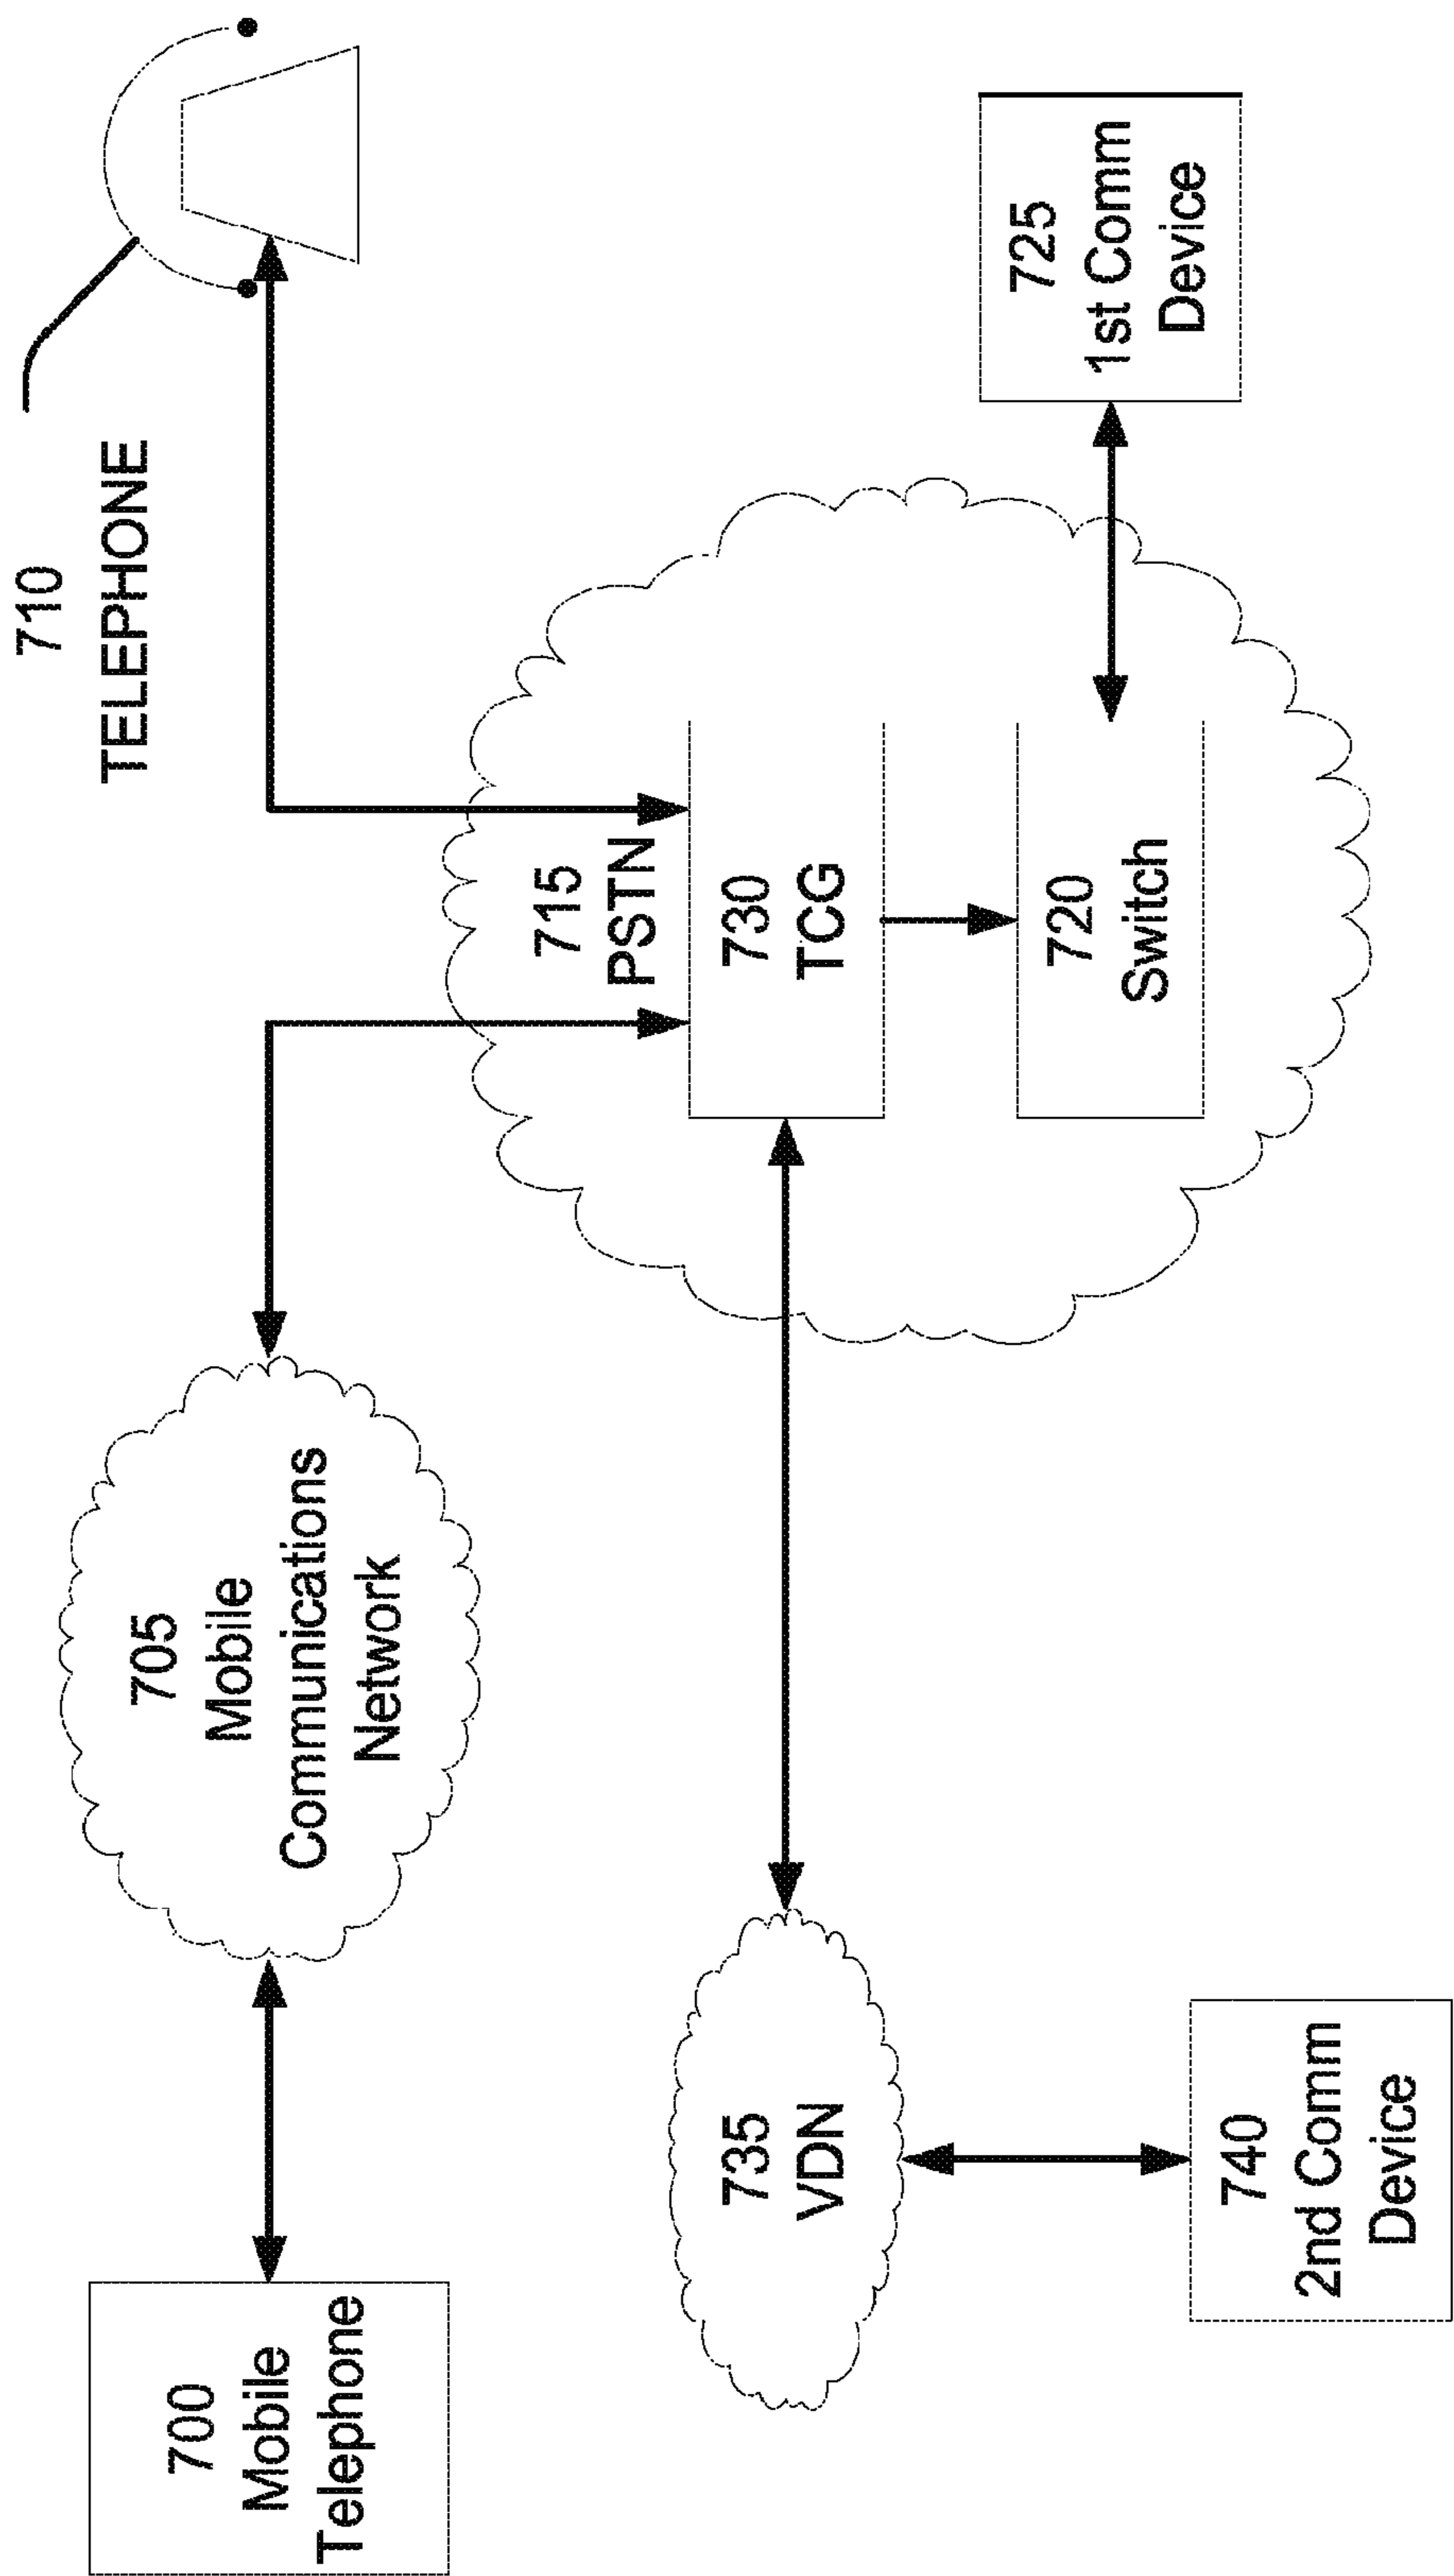 700
Mobile
Telephone
705
Mobile
Communications
Network
710
TELEPHONE
715
PSTN
730
TCG
720
Switch
725
1st Comm
Device
735
VDN
740
2nd Comm
Device